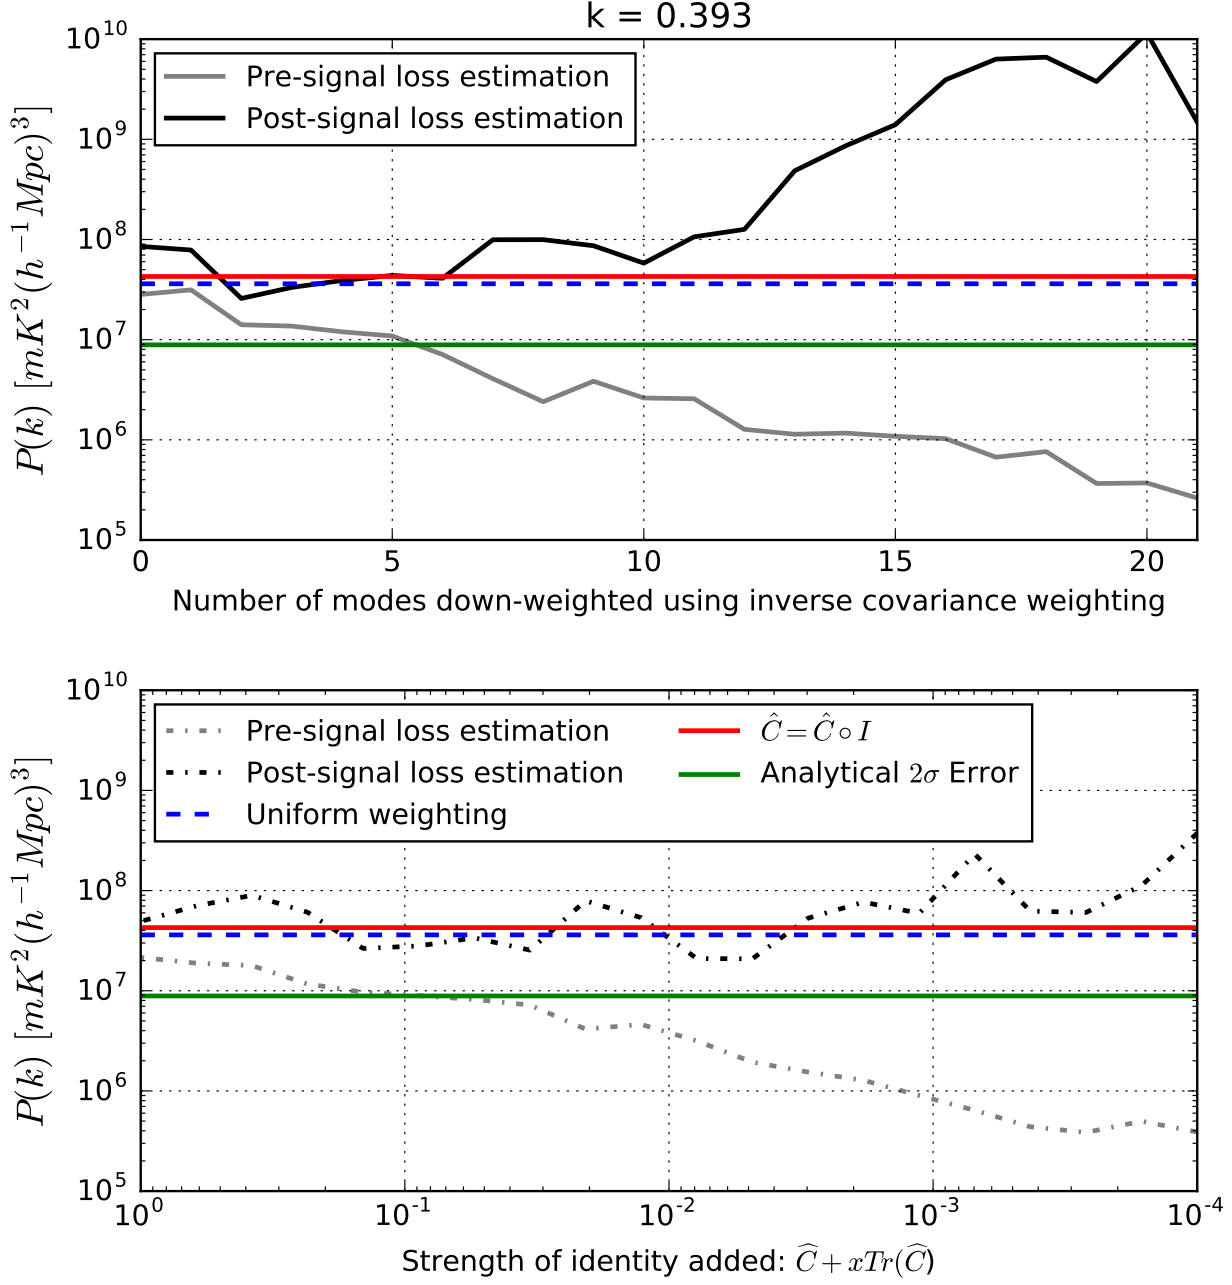 k = 0.393
10^10
10^9
10^8
10^7
10^6
10^5
P(k) [mK^2(h^-1Mpc)^3]
Pre-signal loss estimation
Post-signal loss estimation
0 5 10 15 20
Number of modes down-weighted using inverse covariance weighting
10^10
10^9
10^8
10^7
10^6
10^5
P(k) [mK^2(h^-1Mpc)^3]
Pre-signal loss estimation
Post-signal loss estimation
Uniform weighting
Ĉ = Ĉ ∘ I
Analytical 2σ Error
10^0 10^-1 10^-2 10^-3 10^-4
Strength of identity added: Ĉ + xTr(Ĉ)